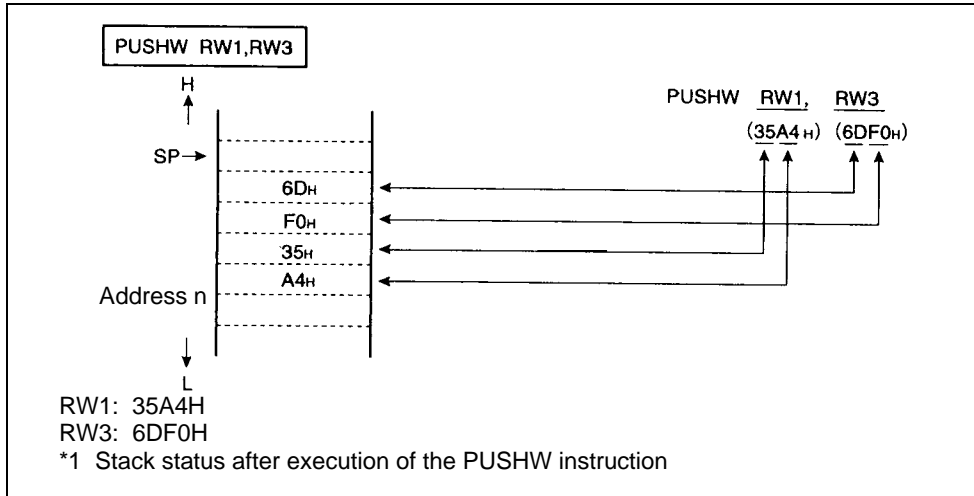 PUSHW RW1,RW3
H
PUSHW RW1, RW3
(35A4H) (6DF0H)
SP
6DH
F0H
35H
A4H
Address n
L
RW1: 35A4H
RW3: 6DF0H
*1 Stack status after execution of the PUSHW instruction